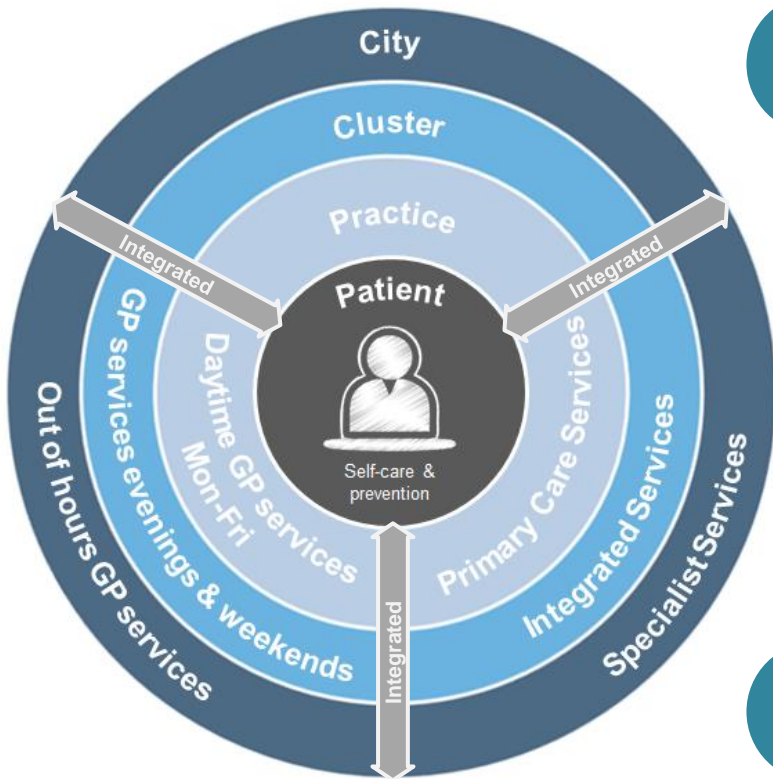 City
Cluster
Practice
Patient
Self-care &
prevention
Integrated
Integrated
Integrated
Daytime GP services
Mon-Fri
Primary Care Services
GP services evenings & weekends
Integrated Services
Out of hours GP services
Specialist Services